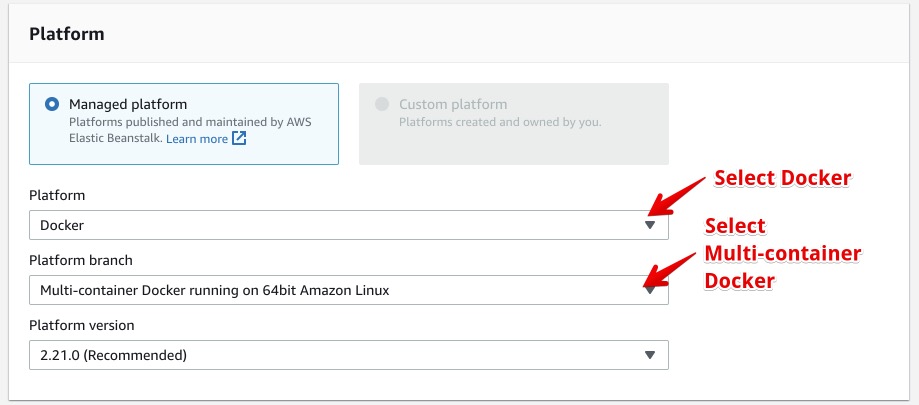 Platform
Managed platform
Platforms published and maintained by AWS
Elastic Beanstalk. Learn more
Custom platform
Platforms created and owned by you.
Platform
Docker
Select Docker
Platform branch
Multi-container Docker running on 64bit Amazon Linux
Select
Multi-container
Docker
Platform version
2.21.0 (Recommended)